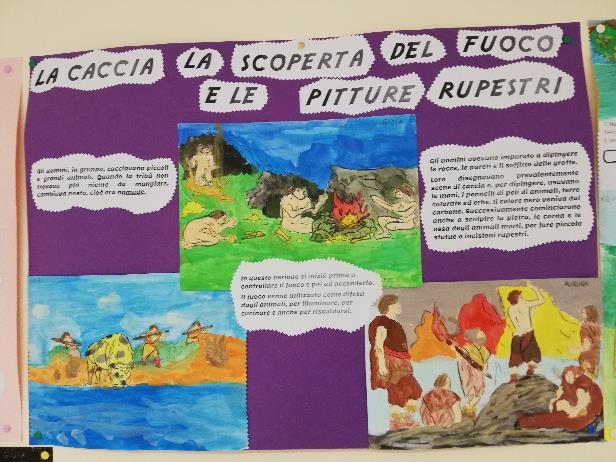 LA CACCIA LA SCOPERTA DEL FUOCO
E LE PITTURE RUPESTRI
Gli uomini, in gruppo, cacciavano piccoli
e grandi animali. Quando la tribù non
trovava più niente da mangiare,
cambiava posto, cioè era nomade.
Gli uomini avevano imparato a dipingere
le rocce, le pareti e il soffitto delle grotte.
Loro disegnavano prevalentemente
scene di caccia e, per dipingere, usavano
le mani, i pennelli di peli di animali, terre
colorate ed erbe. Il colore nero veniva dal
carbone. Successivamente cominciarono
anche a scolpire la pietra, le corna e le
ossa degli animali morti, per fare piccole
statue o incisioni rupestri.
In questo periodo si iniziò prima a
controllare il fuoco e poi ad accenderlo.
Il fuoco venne utilizzato come difesa
dagli animali, per illuminare, per
cucinare e anche per riscaldarsi.